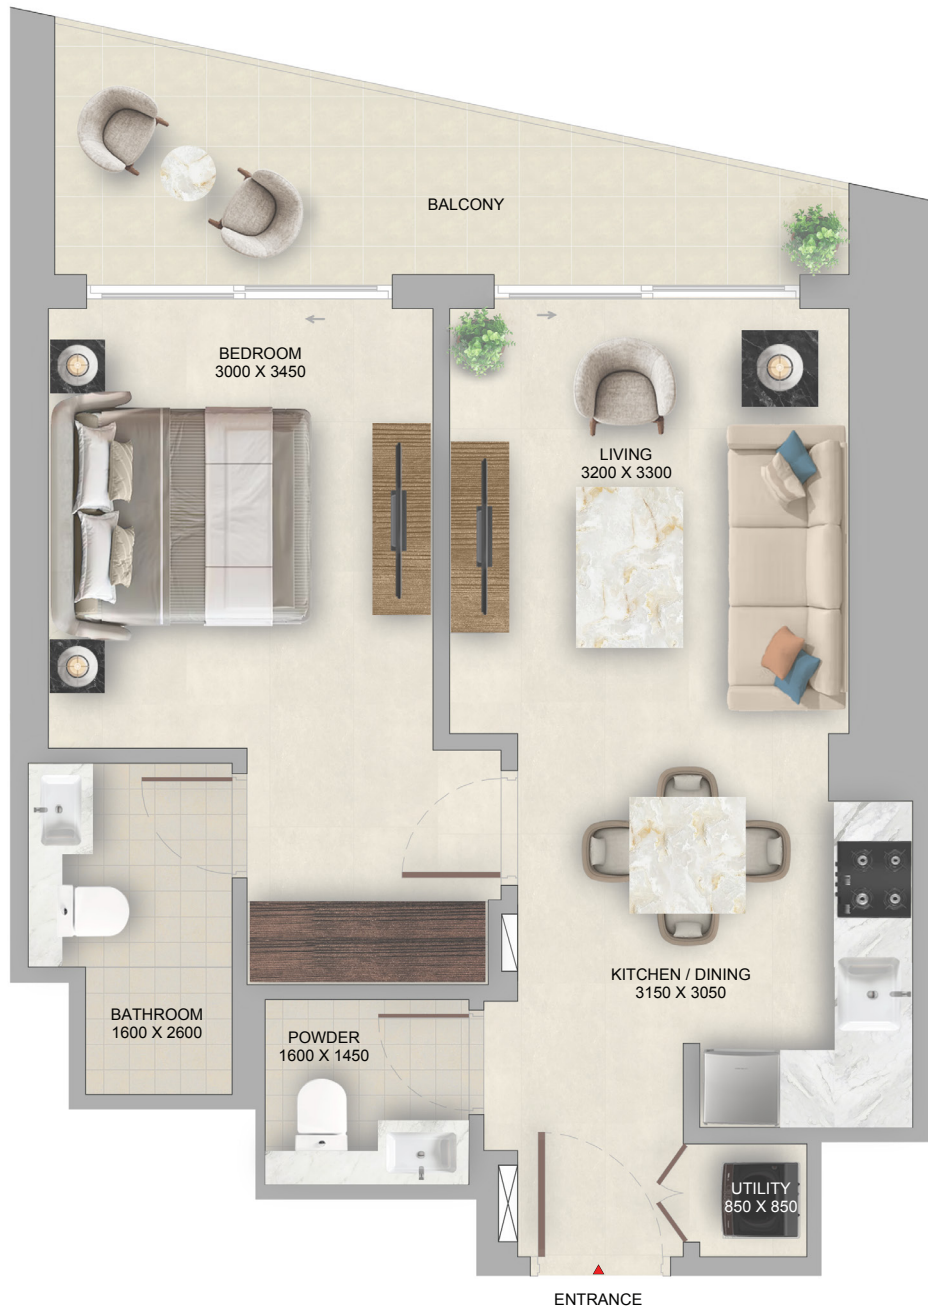 BALCONY
BEDROOM
3000 X 3450
LIVING
3200 X 3300
KITCHEN / DINING
3150 X 3050
BATHROOM
1600 X 2600
POWDER
1600 X 1450
UTILITY
850 X 850
ENTRANCE